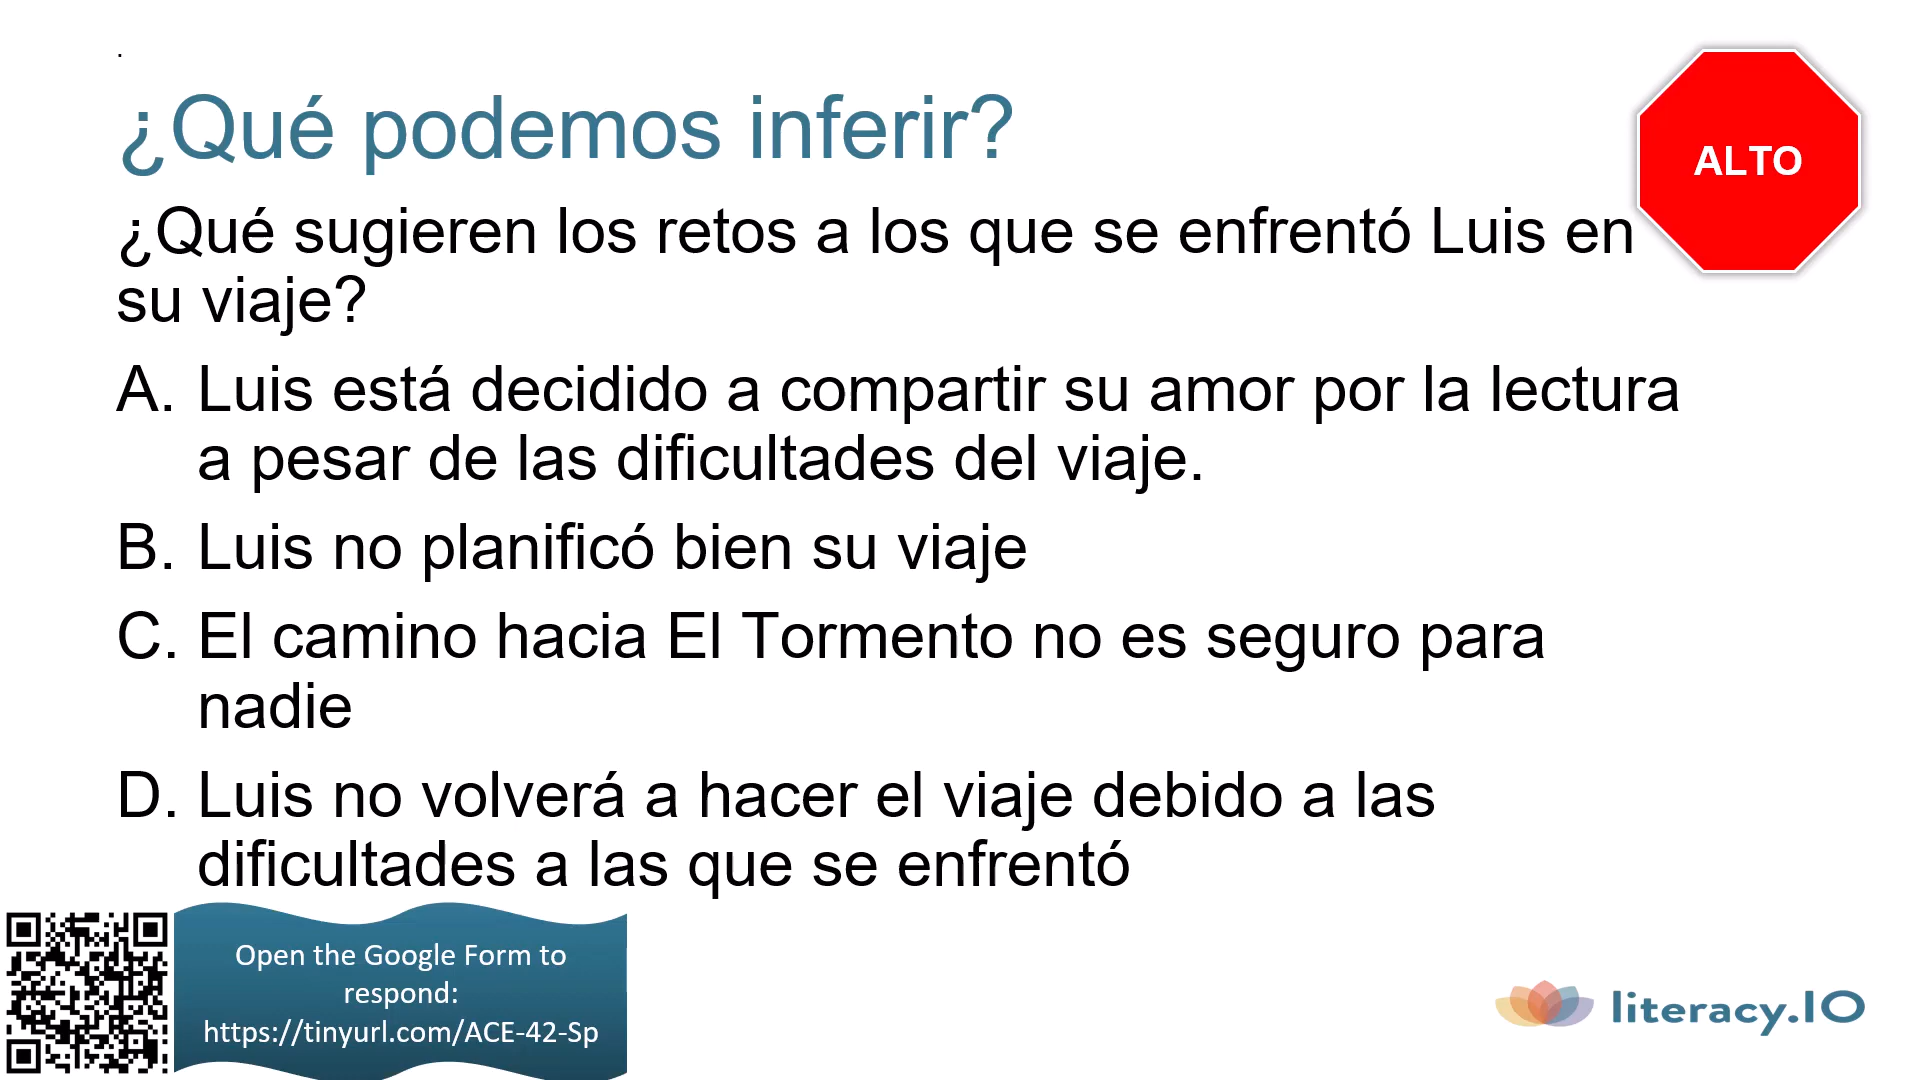 .
¿Qué podemos inferir?
ALTO
¿Qué sugieren los retos a los que se enfrentó Luis en
su viaje?
A. Luis está decidido a compartir su amor por la lectura
a pesar de las dificultades del viaje.
B. Luis no planificó bien su viaje
C. El camino hacia El Tormento no es seguro para
nadie
D. Luis no volverá a hacer el viaje debido a las
dificultades a las que se enfrentó
Open the Google Form to
respond:
https://tinyurl.com/ACE-42-Sp
literacy.IO